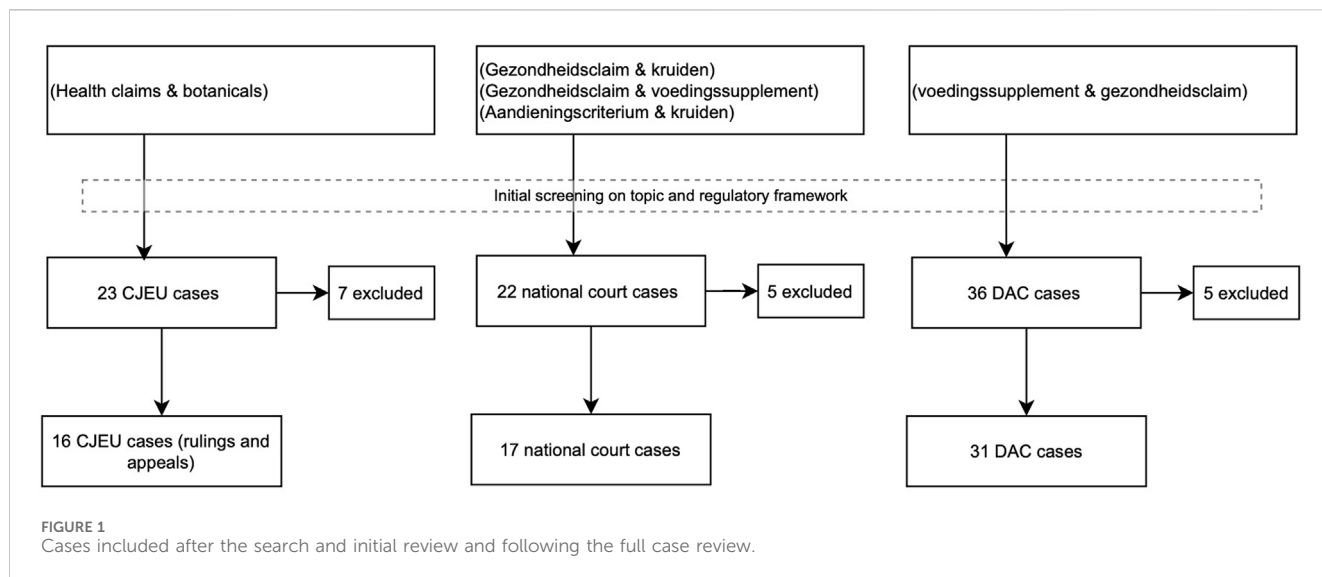 (Health claims & botanicals)
(Gezondheidsclaim & kruiden)
(Gezondheidsclaim & voedingssupplement)
(Aandieningscriterium & kruiden)
(voedingssupplement & gezondheidsclaim)
Initial screening on topic and regulatory framework
23 CJEU cases
7 excluded
22 national court cases
5 excluded
36 DAC cases
5 excluded
16 CJEU cases (rulings and
appeals)
17 national court cases
31 DAC cases
FIGURE 1
Cases included after the search and initial review and following the full case review.